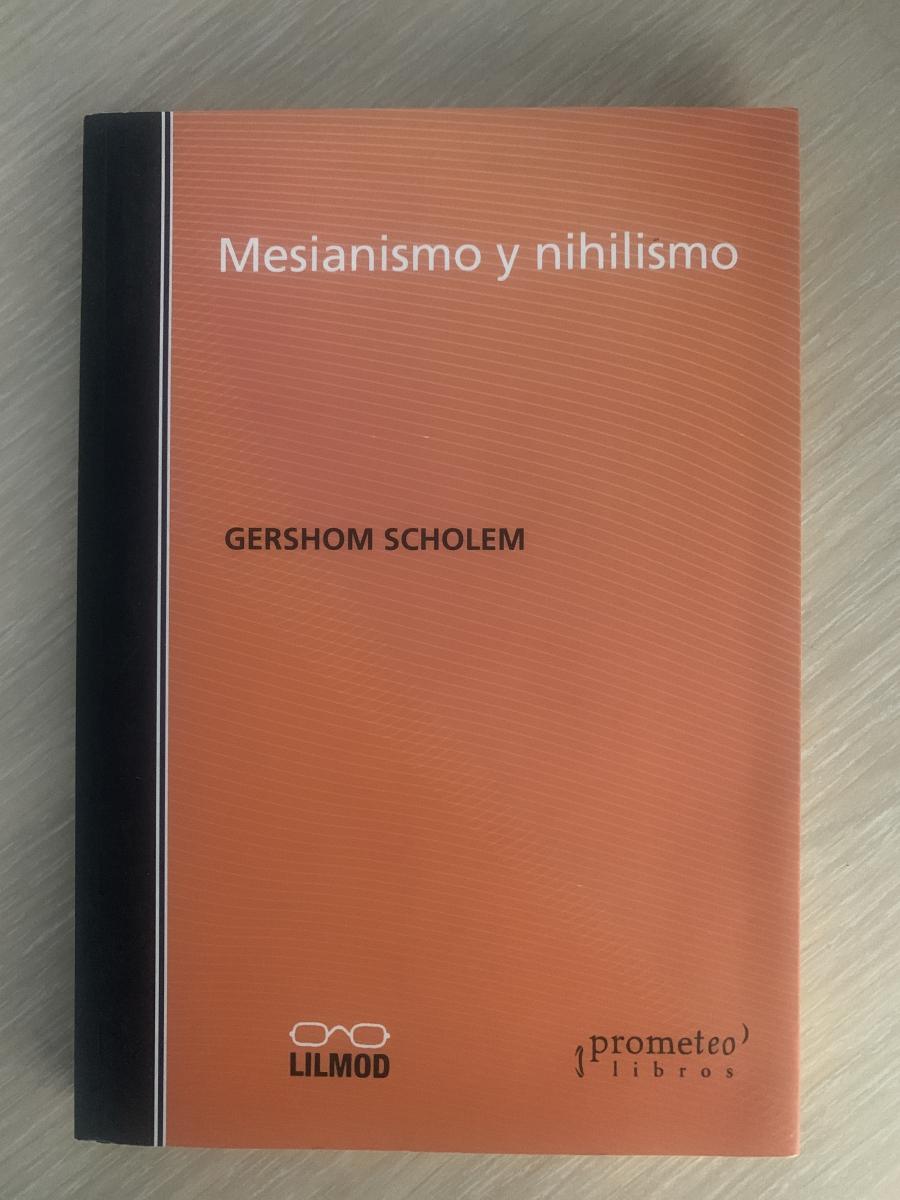 Mesianismo y nihilismo
GERSHOM SCHOLEM
LILMOD
prometeo
libros